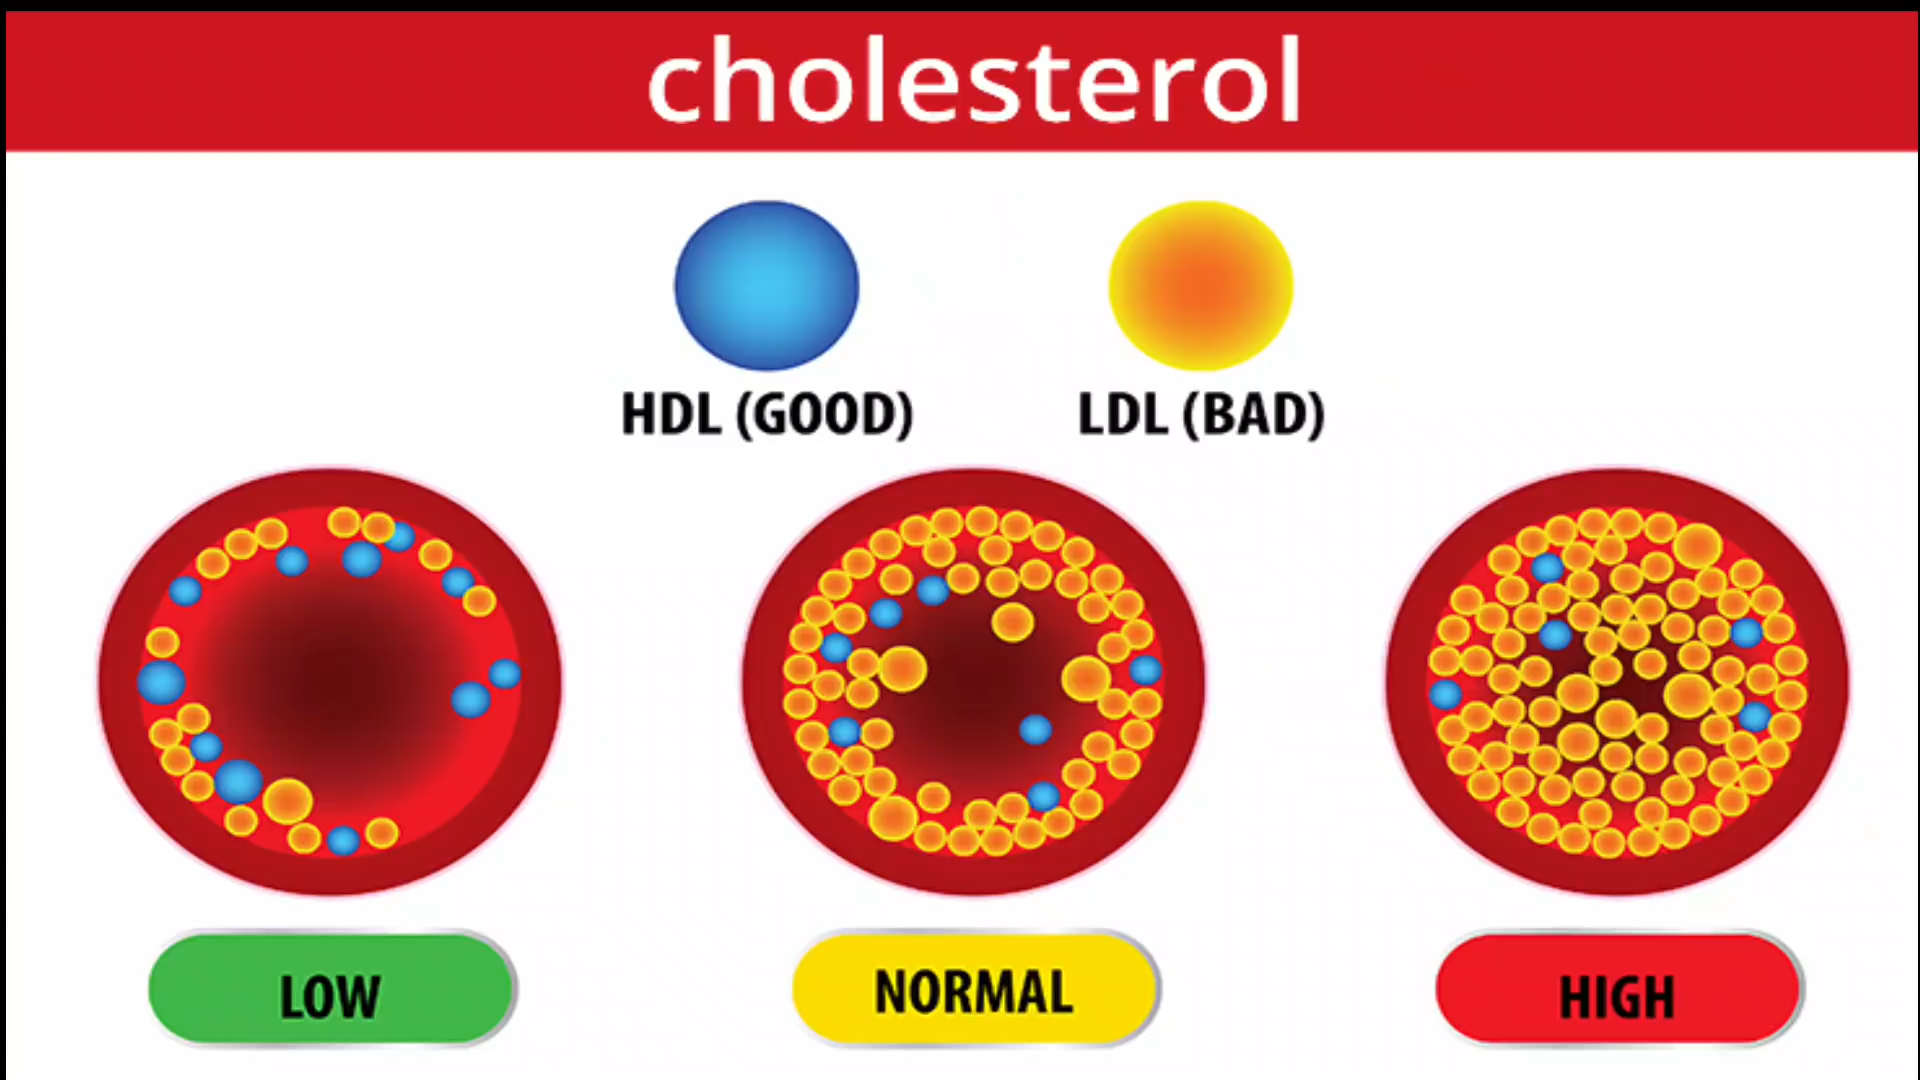 cholesterol
HDL (GOOD)
LDL (BAD)
LOW
NORMAL
HIGH